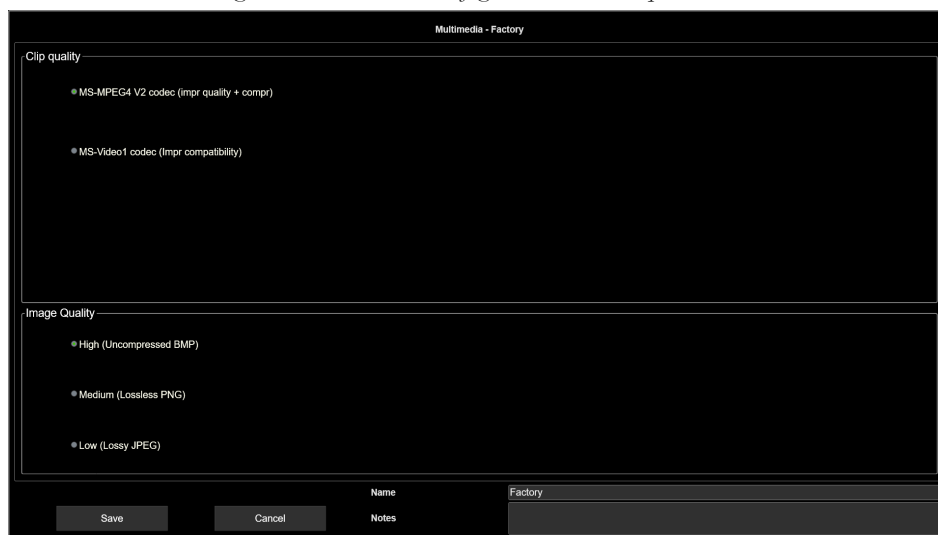 Multimedia - Factory
Clip quality
MS-MPEG4 V2 codec (impr quality + compr)
MS-Video1 codec (Impr compatibility)
Image Quality
High (Uncompressed BMP)
Medium (Lossless PNG)
Low (Lossy JPEG)
Name Factory
Save Cancel Notes